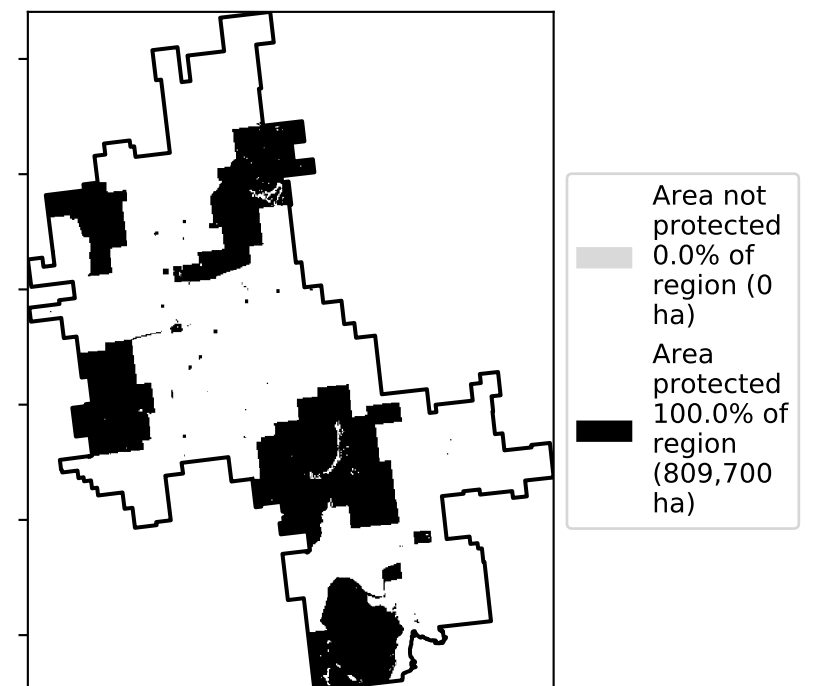 Area not
protected
0.0% of
region (0
ha)
Area
protected
100.0% of
region
(809,700
ha)